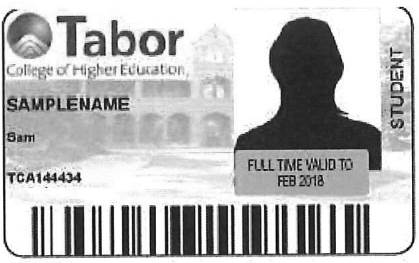 Tabor
College of Higher Education
SAMPLENAME
Sam
TCA144434
STUDENT
FULL TIME VALID TO
FEB 2018